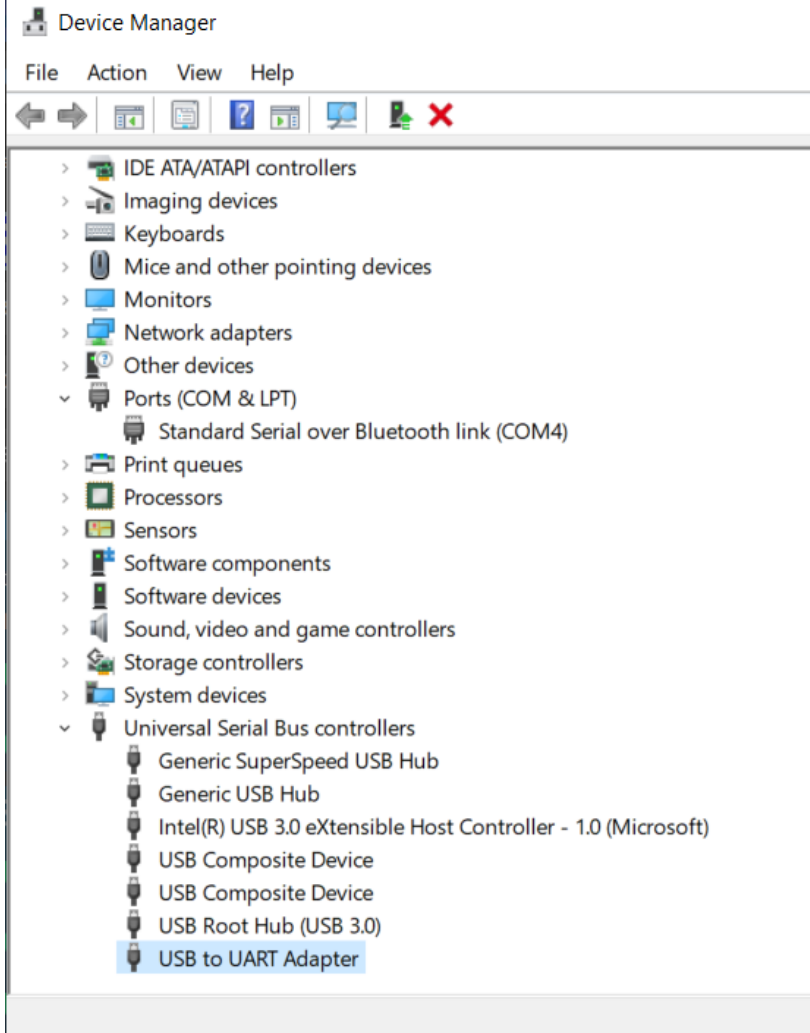 Device Manager
File Action View Help
IDE ATA/ATAPI controllers
Imaging devices
Keyboards
Mice and other pointing devices
Monitors
Network adapters
Other devices
Ports (COM & LPT)
Standard Serial over Bluetooth link (COM4)
Print queues
Processors
Sensors
Software components
Software devices
Sound, video and game controllers
Storage controllers
System devices
Universal Serial Bus controllers
Generic SuperSpeed USB Hub
Generic USB Hub
Intel(R) USB 3.0 eXtensible Host Controller - 1.0 (Microsoft)
USB Composite Device
USB Composite Device
USB Root Hub (USB 3.0)
USB to UART Adapter